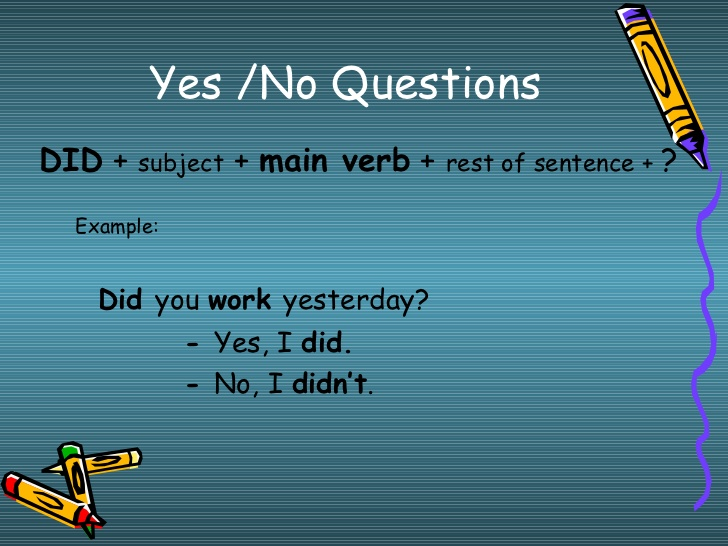 Yes /No Questions
DID + subject + main verb + rest of sentence + ?
Example:
Did you work yesterday?
- Yes, I did.
- No, I didn't.